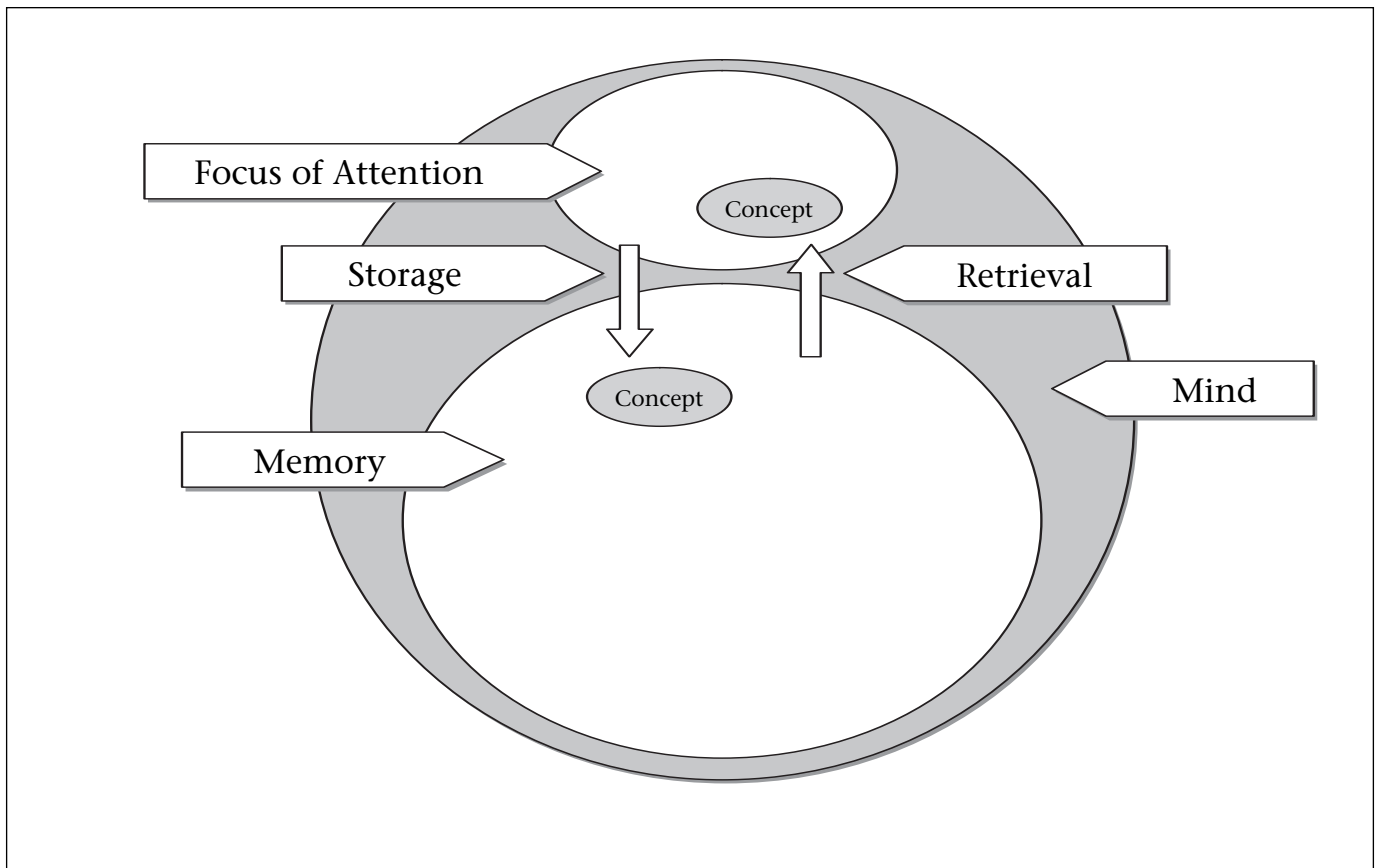 Focus of Attention
Concept
Storage
Retrieval
Mind
Concept
Memory